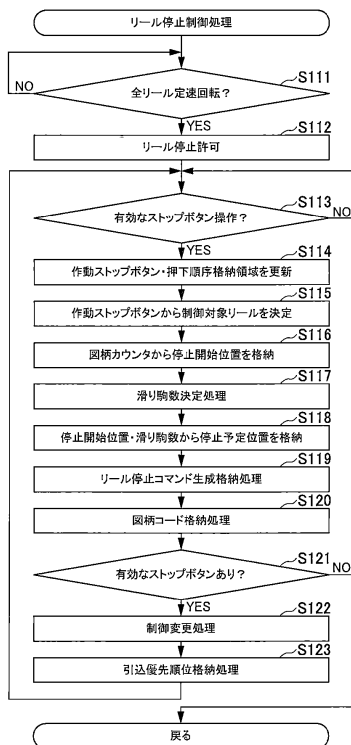 リール停止制御処理
S111
全リール定速回転？
NO
YES
S112
リール停止許可
S113
有効なストップボタン操作？
NO
YES
S114
作動ストップボタン・押下順序格納領域を更新
S115
作動ストップボタンから制御対象リールを決定
S116
図柄カウンタから停止開始位置を格納
S117
滑り駒数決定処理
S118
停止開始位置・滑り駒数から停止予定位置を格納
S119
リール停止コマンド生成格納処理
S120
図柄コード格納処理
S121
有効なストップボタンあり？
NO
YES
S122
制御変更処理
S123
引込優先順位格納処理
戻る